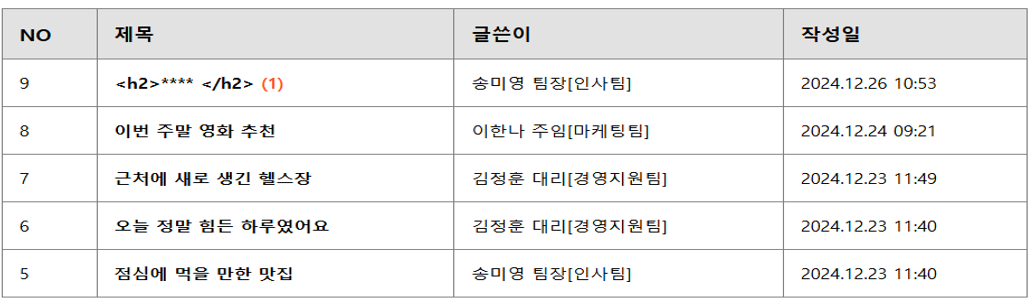 NO 제목 글쓴이 작성일
9 <h2>**** </h2> (1) 송미영 팀장[인사팀] 2024.12.26 10:53
8 이번 주말 영화 추천 이한나 주임[마케팅팀] 2024.12.24 09:21
7 근처에 새로 생긴 헬스장 김정훈 대리[경영지원팀] 2024.12.23 11:49
6 오늘 정말 힘든 하루였어요 김정훈 대리[경영지원팀] 2024.12.23 11:40
5 점심에 먹을 만한 맛집 송미영 팀장[인사팀] 2024.12.23 11:40